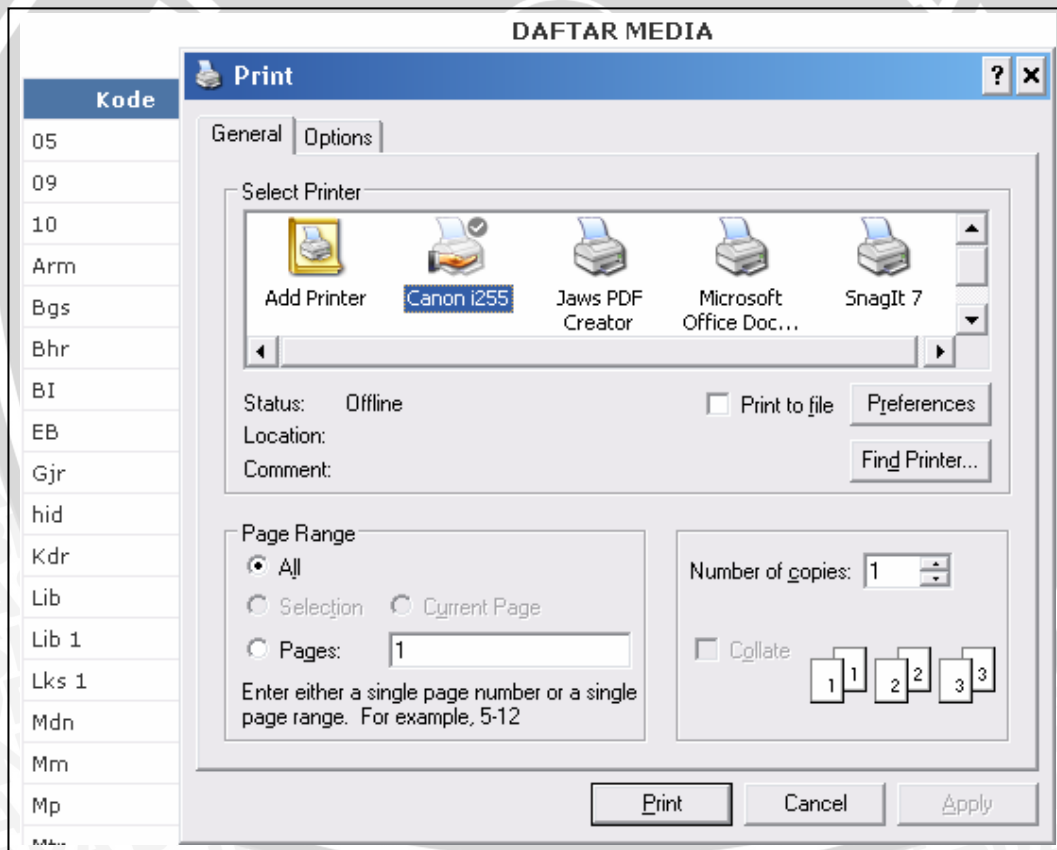 DAFTAR MEDIA
Kode
05
09
10
Arm
Bgs
Bhr
BI
EB
Gjr
hid
Kdr
Lib
Lib 1
Lks 1
Mdn
Mm
Mp
Print
?
General Options
Select Printer
Add Printer
Canon i255
Jaws PDF
Creator
Microsoft
Office Doc...
SnagIt 7
Status: Offline
Print to file
Preferences
Location:
Comment:
Find Printer...
Page Range
All
Selection Current Page
Pages: 1
Enter either a single page number or a single
page range. For example, 5-12
Number of copies: 1
Collate
1 1 2 2 3 3
Print Cancel Apply